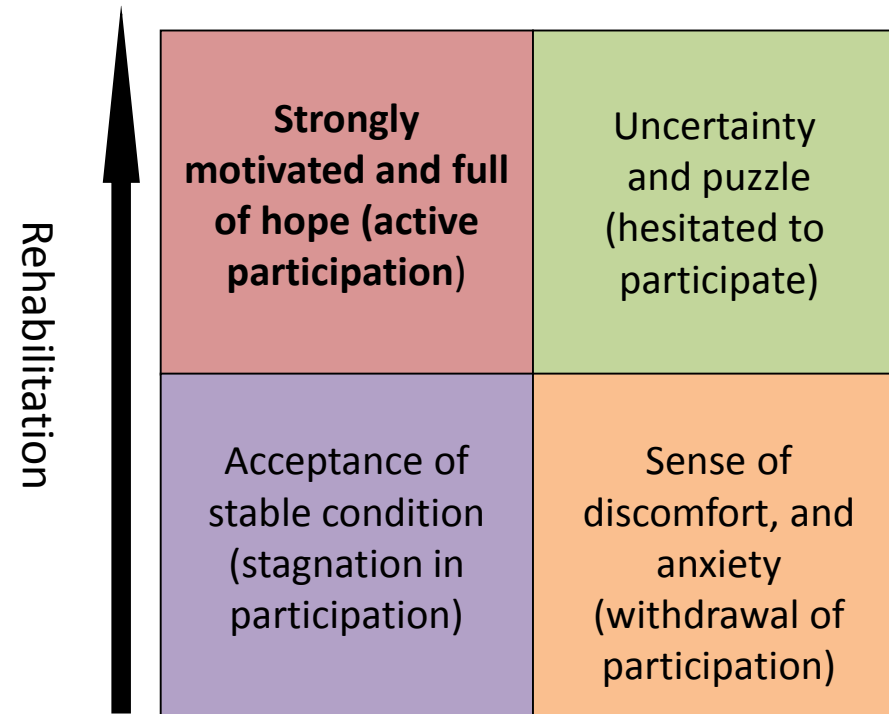 Rehabilitation
Strongly
motivated and full
of hope (active
participation)
Uncertainty
and puzzle
(hesitated to
participate)
Acceptance of
stable condition
(stagnation in
participation)
Sense of
discomfort, and
anxiety
(withdrawal of
participation)